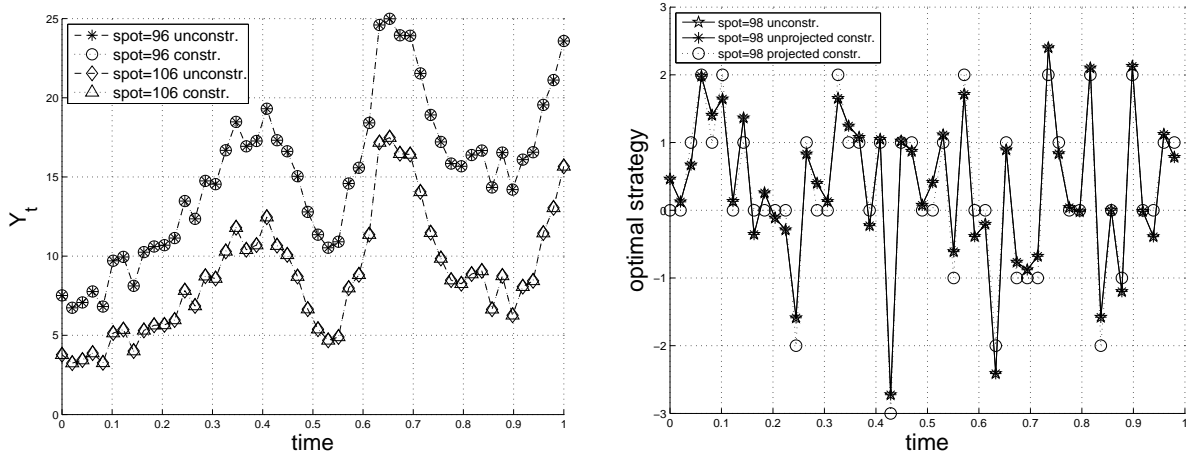 spot=96 unconstr.
spot=96 constr.
spot=106 unconstr.
spot=106 constr.
25
20
15
10
5
0
0 0.1 0.2 0.3 0.4 0.5 0.6 0.7 0.8 0.9 1
time
Y_t
spot=98 unconstr.
spot=98 unprojected constr.
spot=98 projected constr.
3
2
1
0
−1
−2
−3
0 0.1 0.2 0.3 0.4 0.5 0.6 0.7 0.8 0.9 1
time
optimal strategy